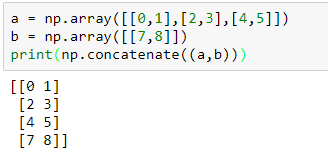 a = np.array([[0,1],[2,3],[4,5]])
b = np.array([[7,8]])
print(np.concatenate((a,b)))
[[0 1]
 [2 3]
 [4 5]
 [7 8]]